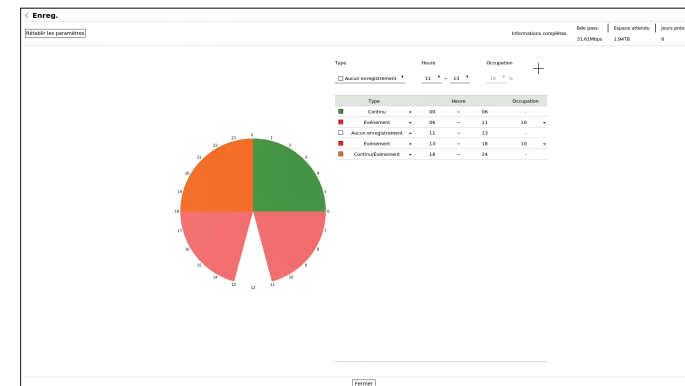 < Enreg.
Rétablir les paramètres
Informations complètes.
Bde pass. Espace attendu
31.61Mbps 1.94TB 6
Type Heure Occupation
Aucun enregistrement 11 ~ 13 10 %
Type Heure Occupation
Continu 00 ~ 06 -
Evénement 06 ~ 11 10
Aucun enregistrement 11 ~ 13 -
Evénement 13 ~ 18 10
Continu/Evénement 18 ~ 24 -
0
23 1
22 2
21 3
20 4
19 5
18 6
17 7
16 8
15 9
14 10
13 11
12
Fermer